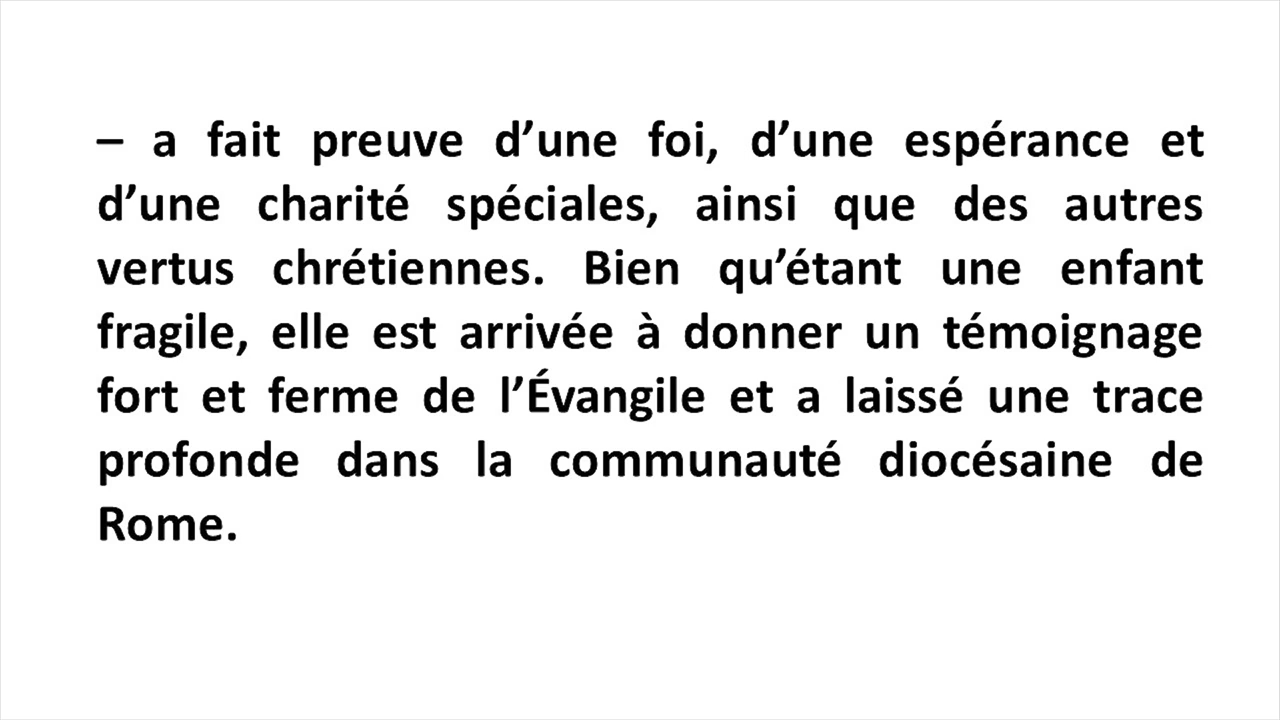 – a fait preuve d’une foi, d’une espérance et
d’une charité spéciales, ainsi que des autres
vertus chrétiennes. Bien qu’étant une enfant
fragile, elle est arrivée à donner un témoignage
fort et ferme de l’Évangile et a laissé une trace
profonde dans la communauté diocésaine de
Rome.